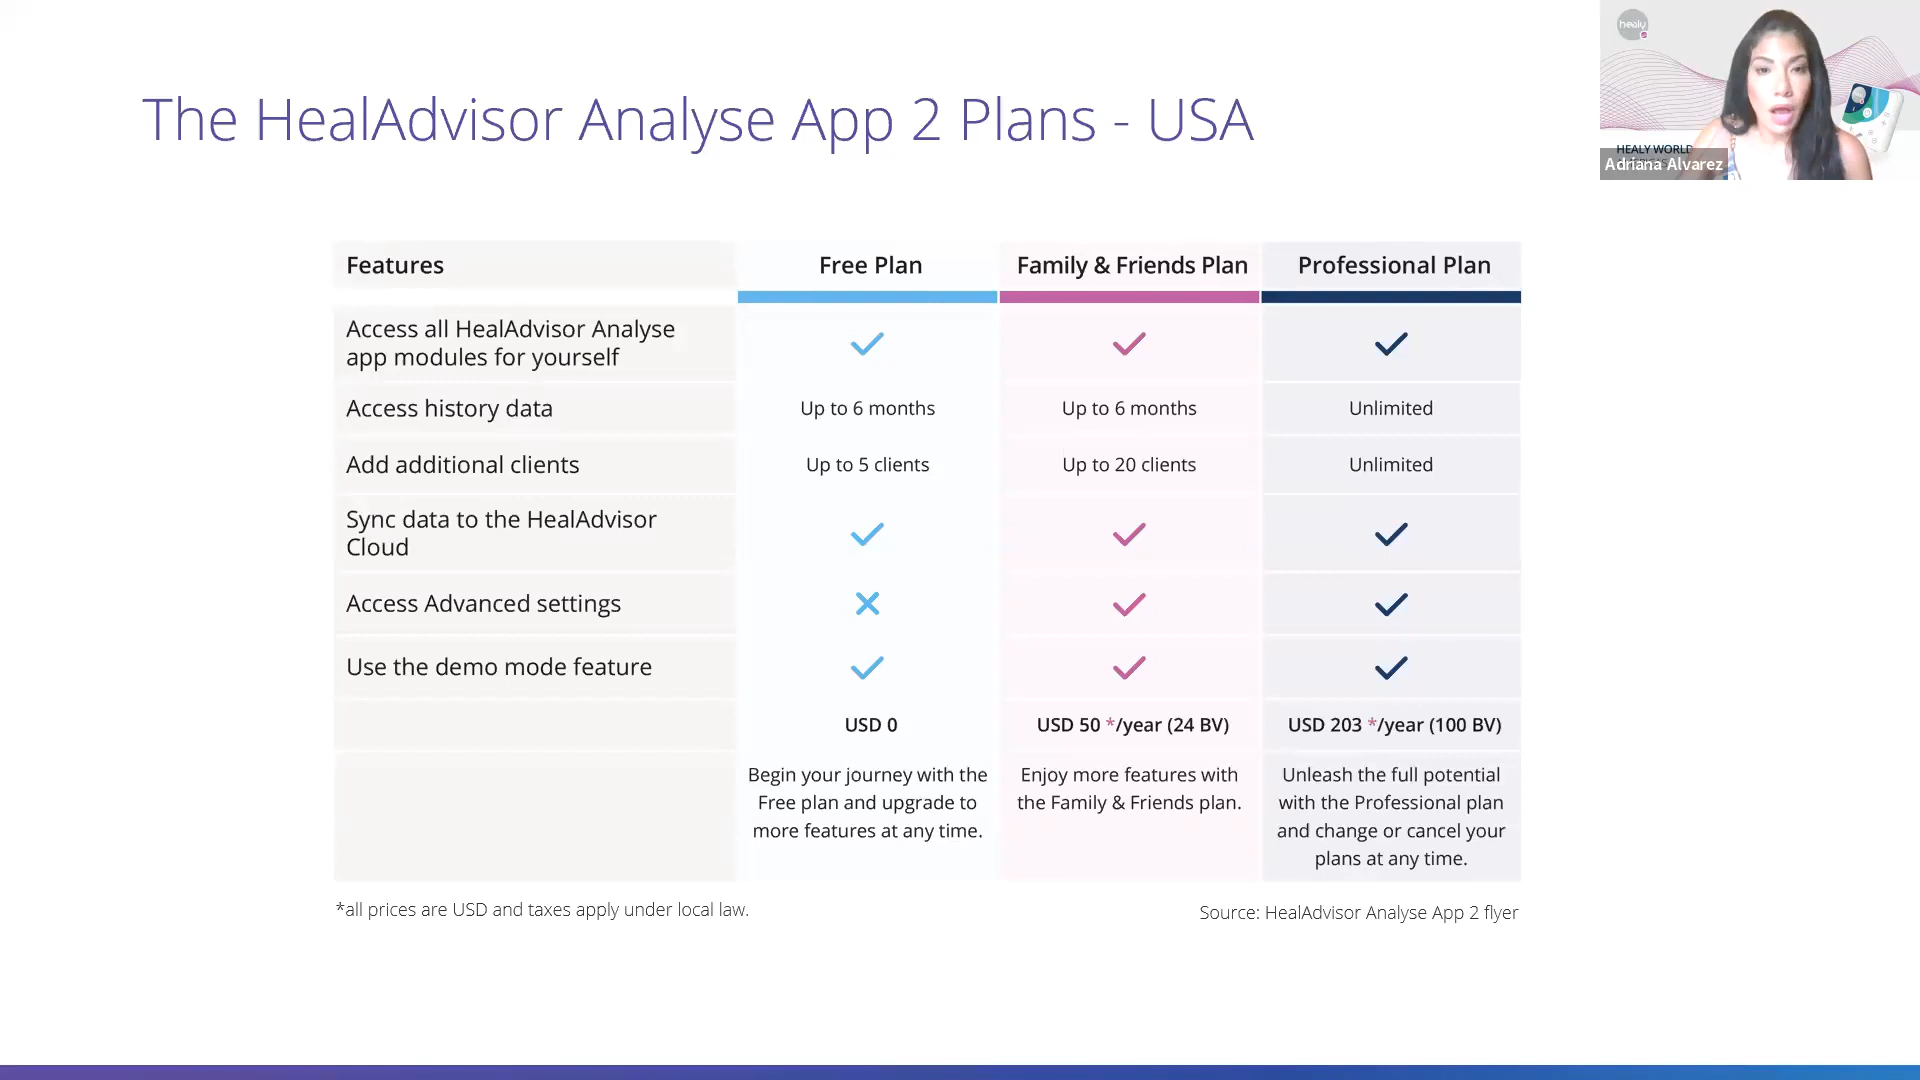 healy
HEALY WORLD
Adriana Alvarez
The HealAdvisor Analyse App 2 Plans - USA
Features
Free Plan
Family & Friends Plan
Professional Plan
Access all HealAdvisor Analyse
app modules for yourself
Access history data
Up to 6 months
Up to 6 months
Unlimited
Add additional clients
Up to 5 clients
Up to 20 clients
Unlimited
Sync data to the HealAdvisor
Cloud
Access Advanced settings
Use the demo mode feature
USD 0
USD 50 */year (24 BV)
USD 203 */year (100 BV)
Begin your journey with the
Free plan and upgrade to
more features at any time.
Enjoy more features with
the Family & Friends plan.
Unleash the full potential
with the Professional plan
and change or cancel your
plans at any time.
*all prices are USD and taxes apply under local law.
Source: HealAdvisor Analyse App 2 flyer